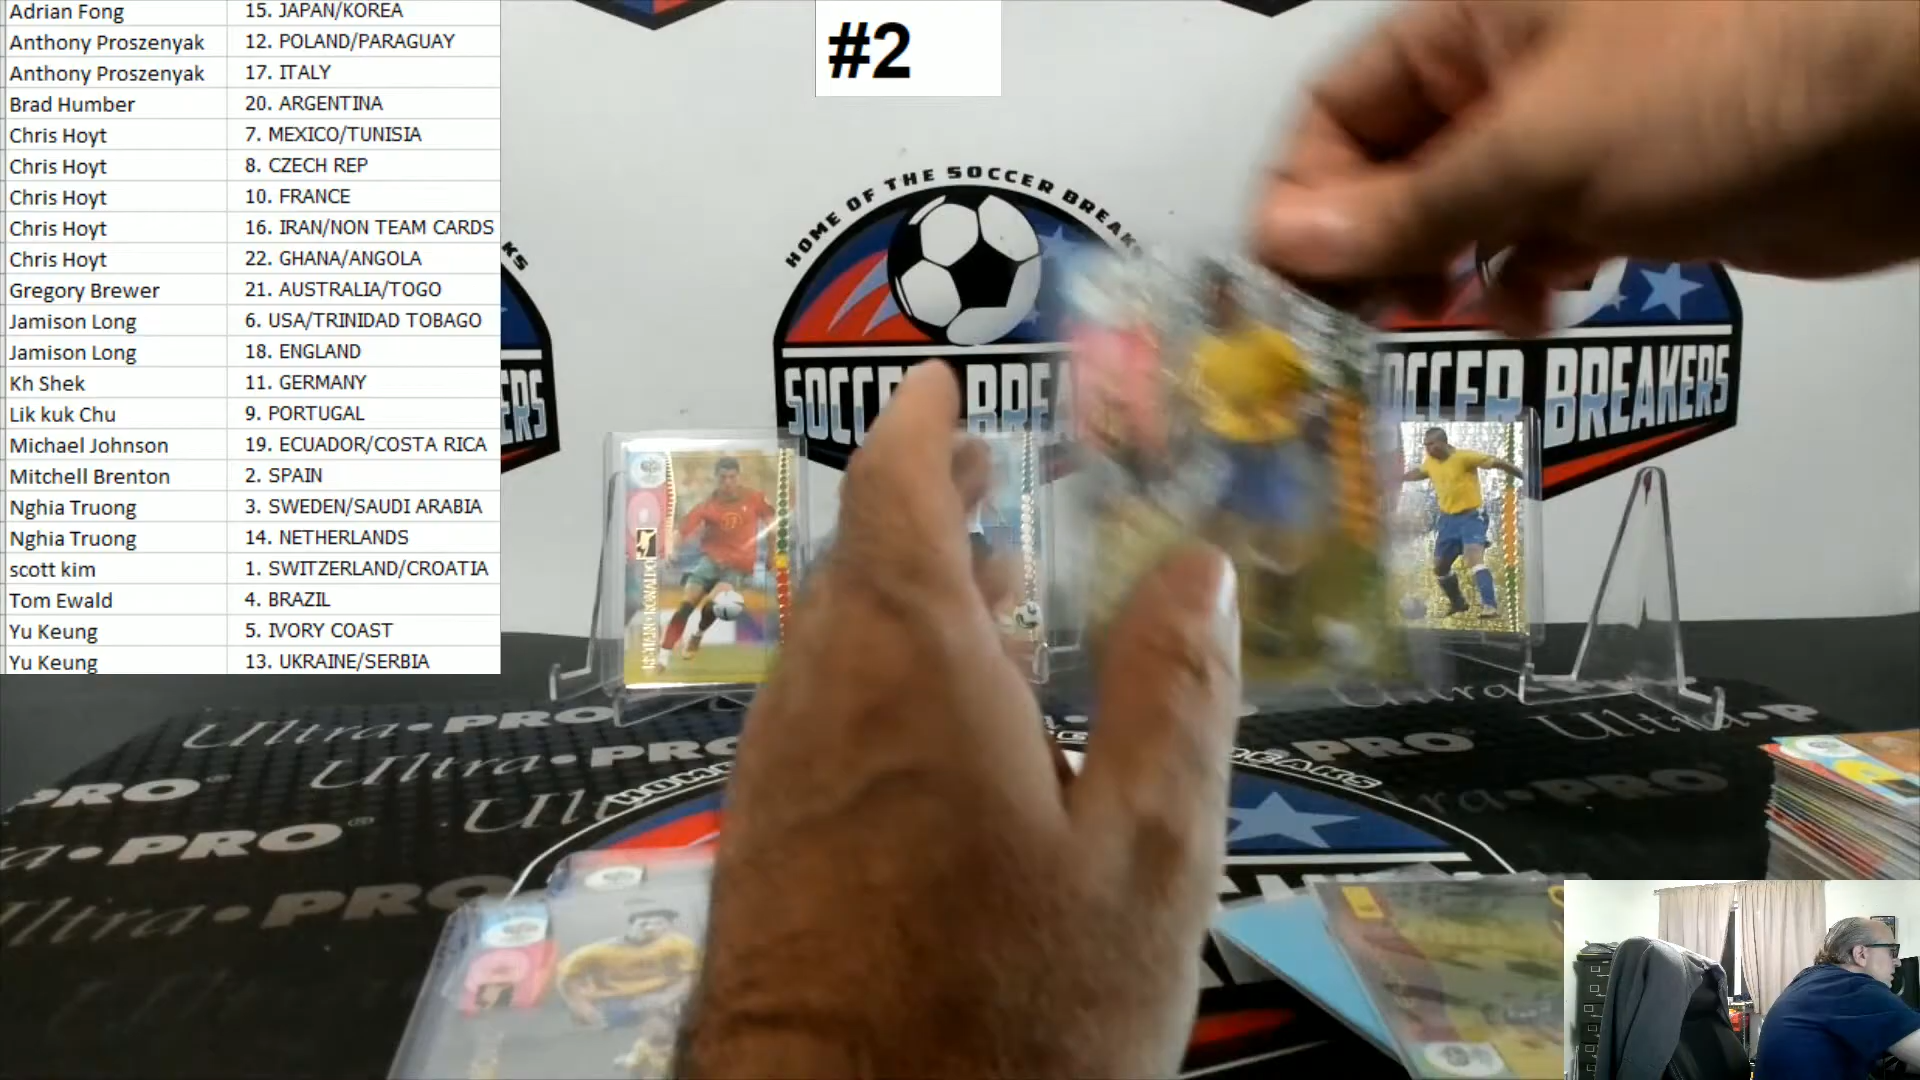 Adrian Fong 15. JAPAN/KOREA
Anthony Proszenyak 12. POLAND/PARAGUAY
Anthony Proszenyak 17. ITALY
Brad Humber 20. ARGENTINA
Chris Hoyt 7. MEXICO/TUNISIA
Chris Hoyt 8. CZECH REP
Chris Hoyt 10. FRANCE
Chris Hoyt 16. IRAN/NON TEAM CARDS
Chris Hoyt 22. GHANA/ANGOLA
Gregory Brewer 21. AUSTRALIA/TOGO
Jamison Long 6. USA/TRINIDAD TOBAGO
Jamison Long 18. ENGLAND
Kh Shek 11. GERMANY
Lik kuk Chu 9. PORTUGAL
Michael Johnson 19. ECUADOR/COSTA RICA
Mitchell Brenton 2. SPAIN
Nghia Truong 3. SWEDEN/SAUDI ARABIA
Nghia Truong 14. NETHERLANDS
scott kim 1. SWITZERLAND/CROATIA
Tom Ewald 4. BRAZIL
Yu Keung 5. IVORY COAST
Yu Keung 13. UKRAINE/SERBIA
#2
HOME OF THE SOCCER BREAKS
BREAKERS
Ultra PRO
Ultra PRO
PRO
PRO
PRO